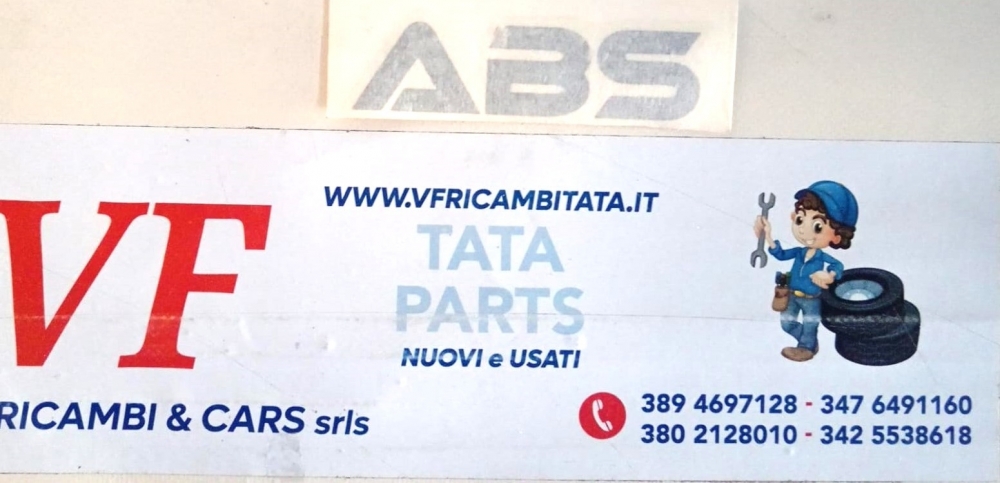 ABS
WWW.VFRICAMBITATA.IT
VF
TATA
PARTS
NUOVI e USATI
RICAMBI & CARS srls
389 4697128 - 347 6491160
380 2128010 - 342 5538618